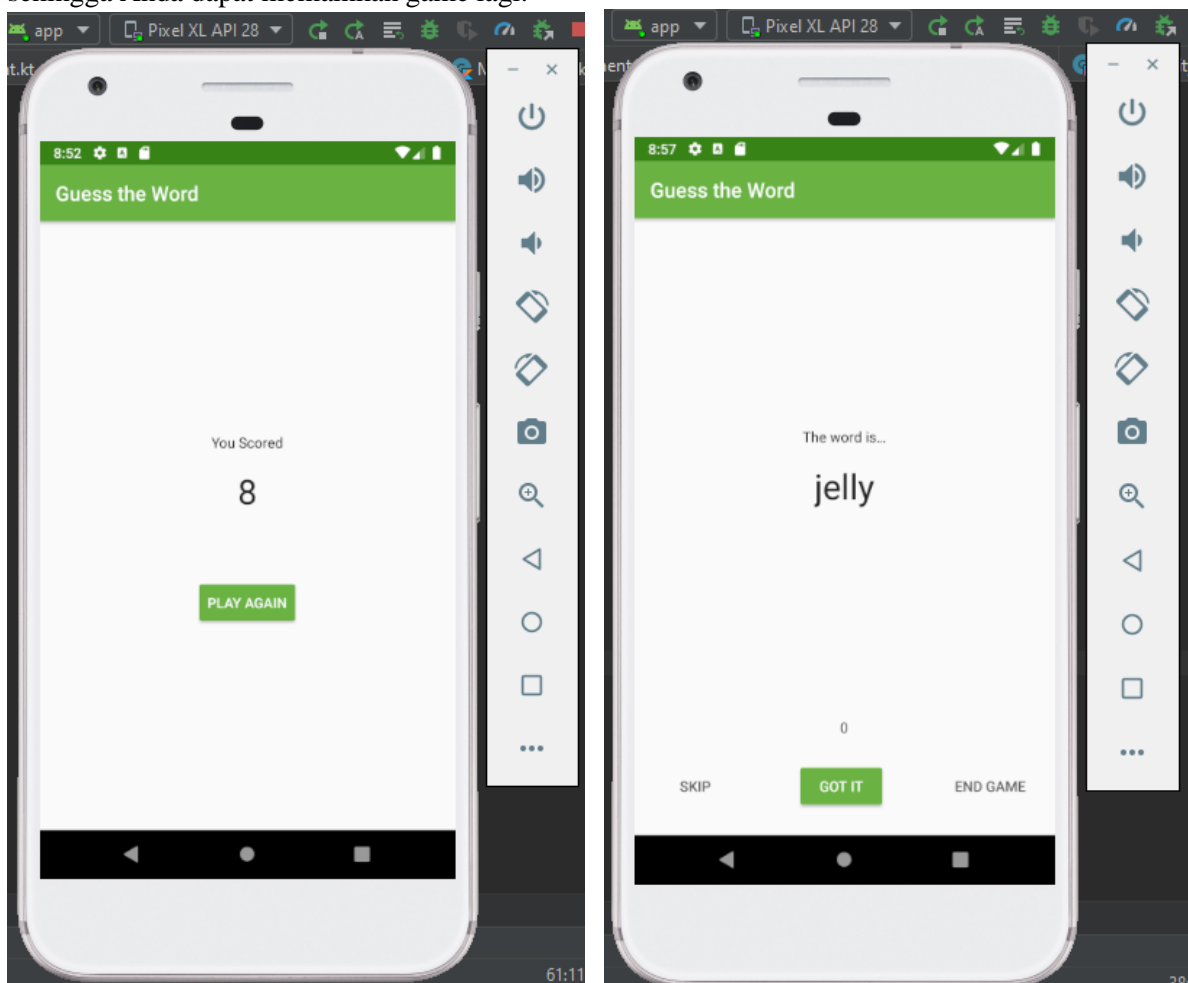 app Pixel XL API 28
t.kt
8:52
Guess the Word
You Scored
8
PLAY AGAIN
61:11
app Pixel XL API 28
8:57
Guess the Word
The word is...
jelly
0
SKIP GOT IT END GAME